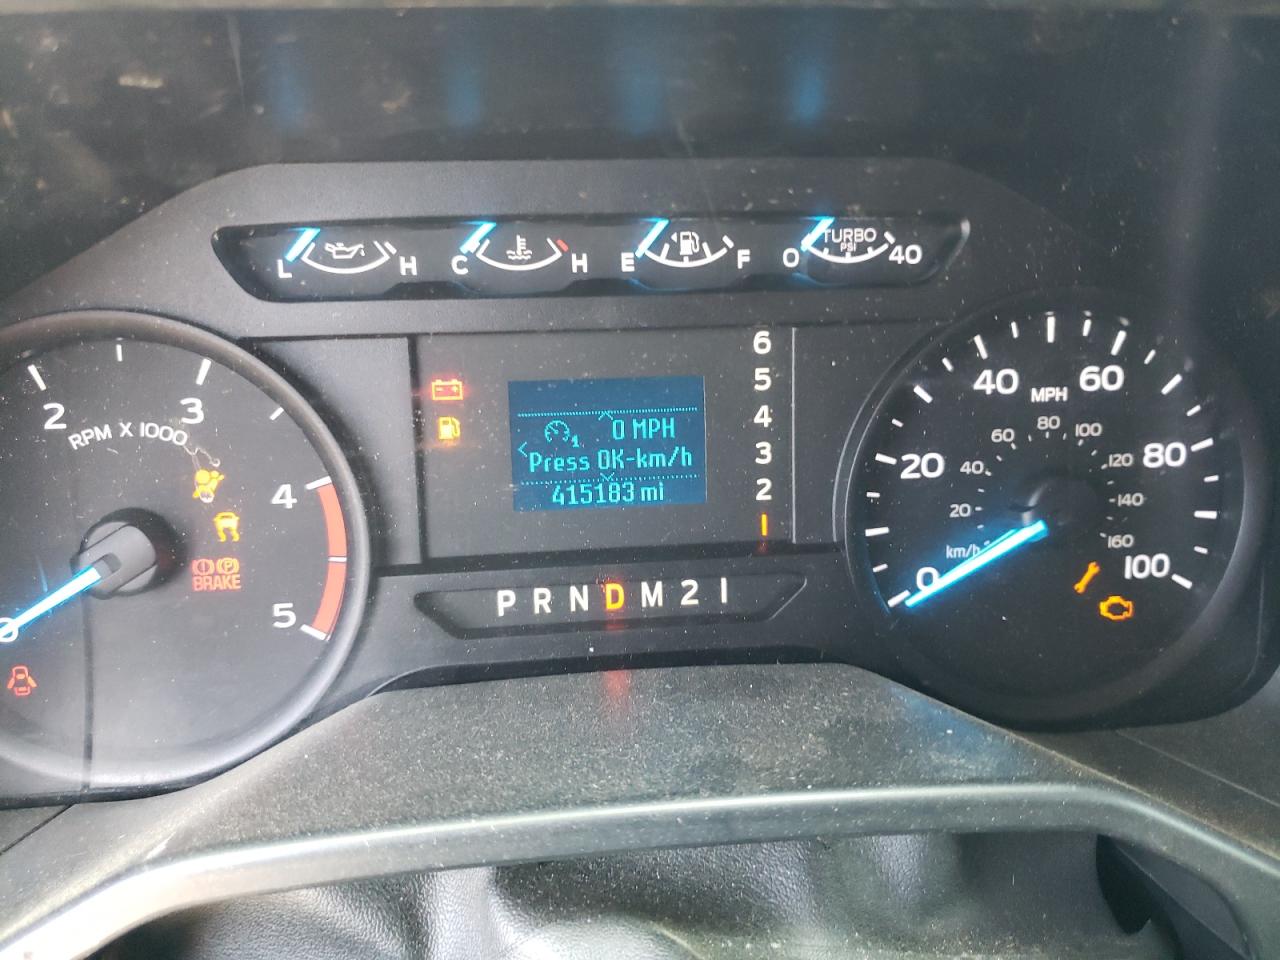 L H C H E F 0 TURBO PSI 40
2 3 4 5
RPM X 1000
0
BRAKE
0 MPH
Press OK-km/h
415183 mi
6
5
4
3
2
1
P R N D M 2 1
0 20 40 60 80 100
MPH
20 40 60 80 100 120 140 160
km/h